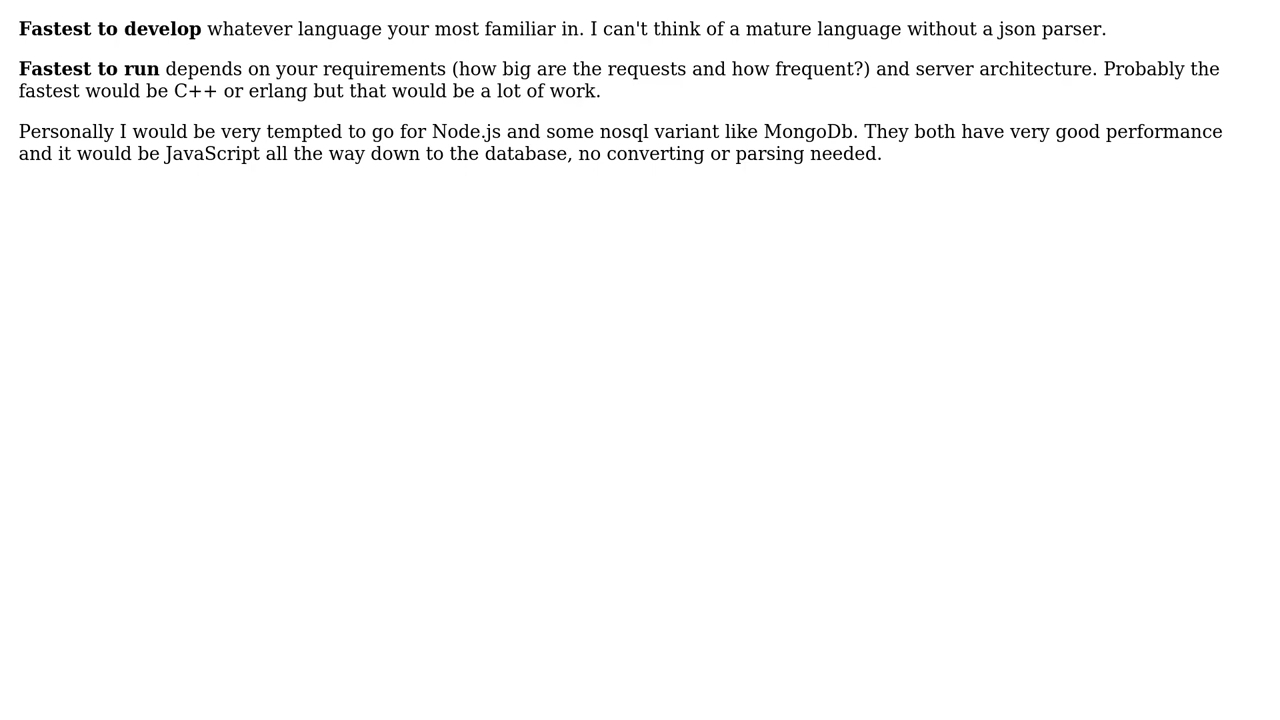 Fastest to develop whatever language your most familiar in. I can't think of a mature language without a json parser.
Fastest to run depends on your requirements (how big are the requests and how frequent?) and server architecture. Probably the
fastest would be C++ or erlang but that would be a lot of work.
Personally I would be very tempted to go for Node.js and some nosql variant like MongoDb. They both have very good performance
and it would be JavaScript all the way down to the database, no converting or parsing needed.